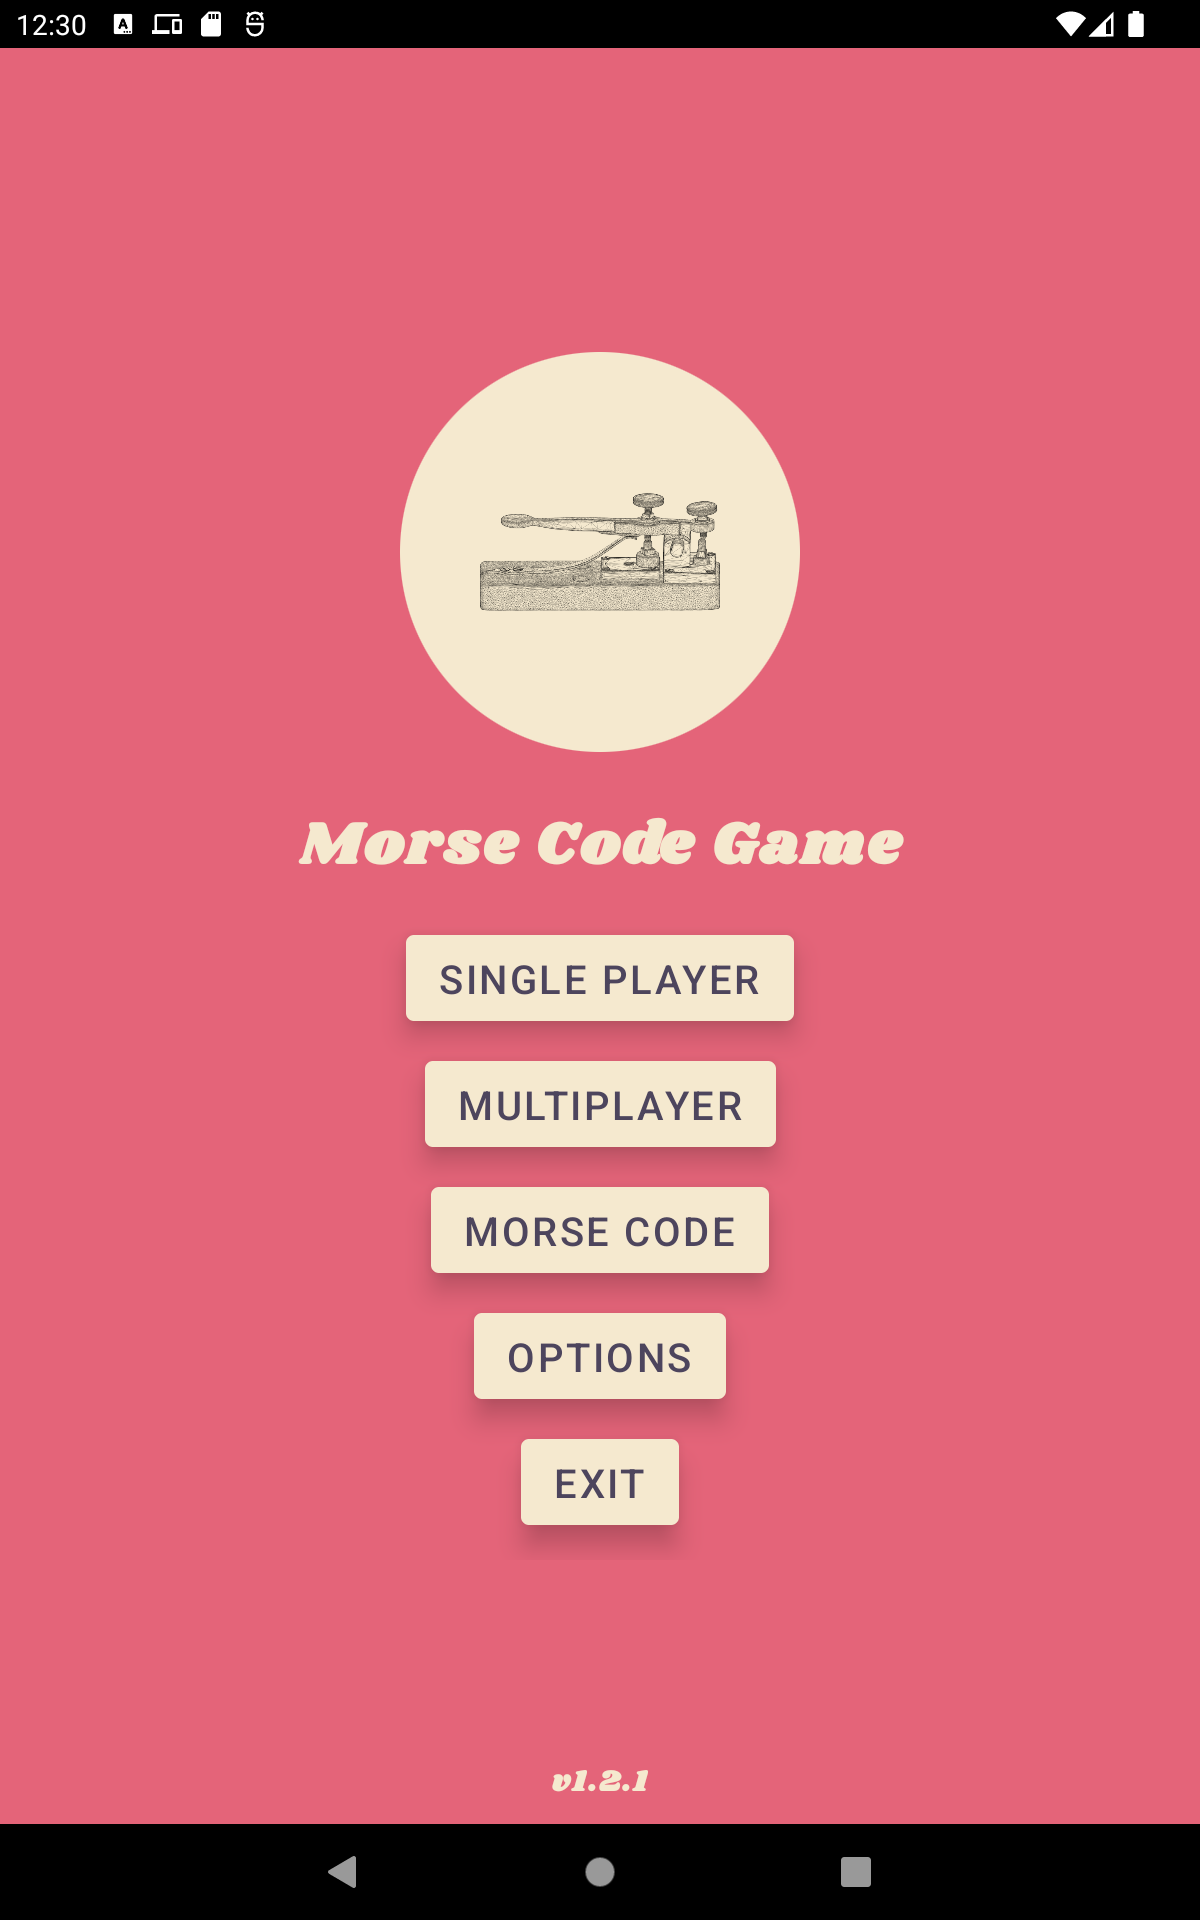 12:30
Morse Code Game
SINGLE PLAYER
MULTIPLAYER
MORSE CODE
OPTIONS
EXIT
v1.2.1